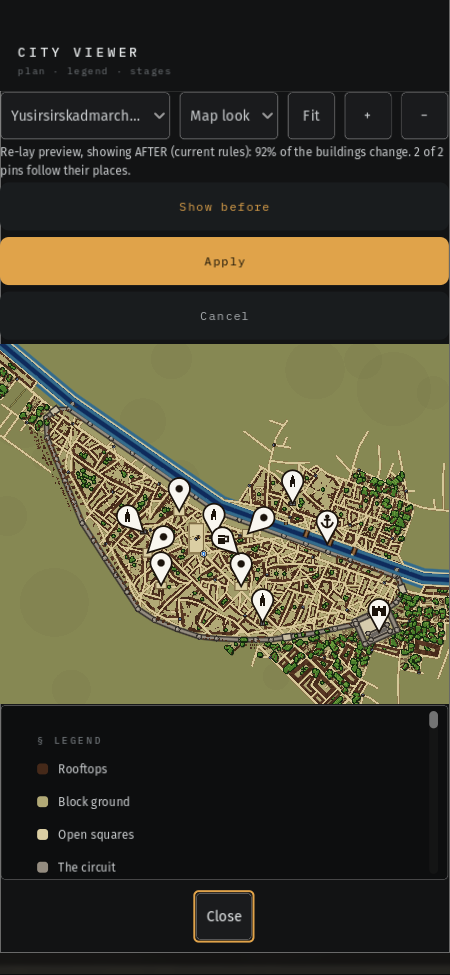 CITY VIEWER
plan · legend · stages
Yusirsirskadmarch... Map look Fit + −
Re-lay preview, showing AFTER (current rules): 92% of the buildings change. 2 of 2
pins follow their places.
Show before
Apply
Cancel
§ LEGEND
Rooftops
Block ground
Open squares
The circuit
Close